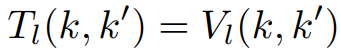 T_l(k, k′) = V_l(k, k′)